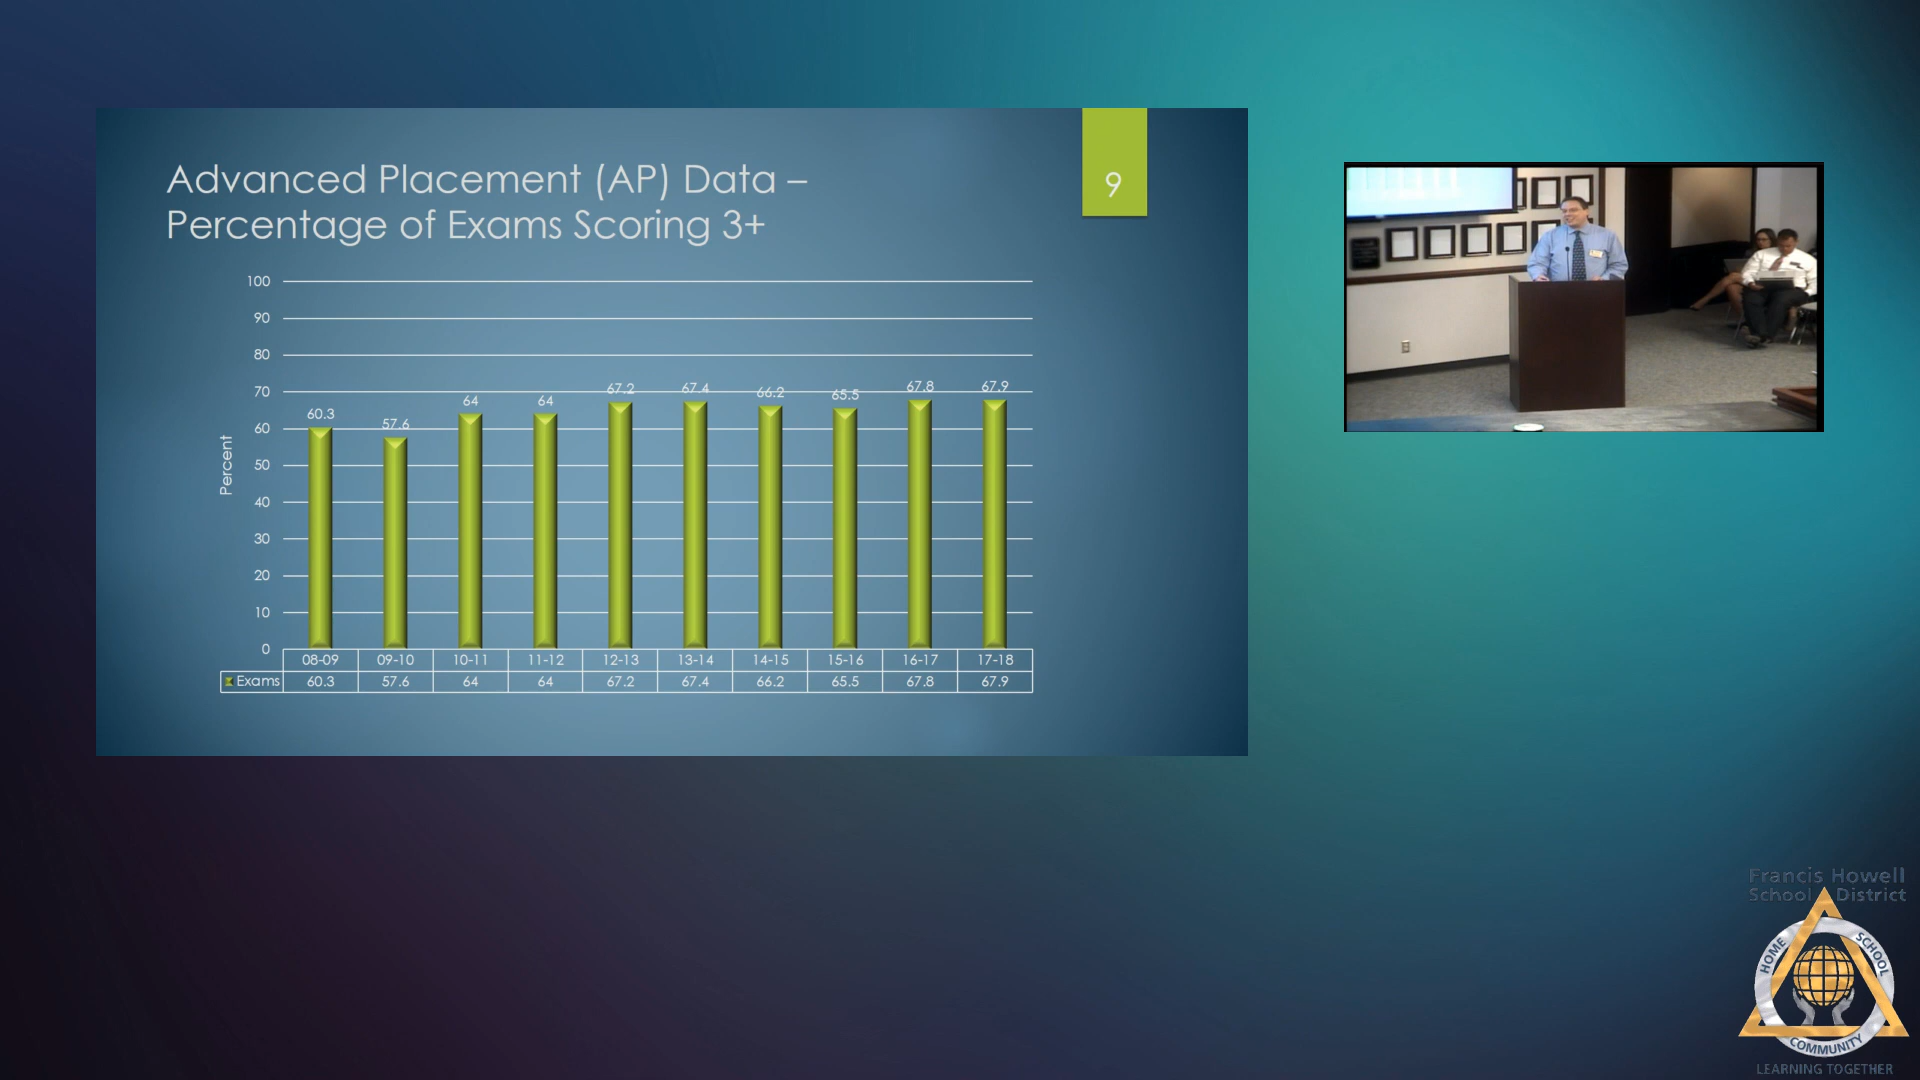 Advanced Placement (AP) Data –
Percentage of Exams Scoring 3+
9
100
90
80
70
60
50
40
30
20
10
0
Percent
60.3
57.6
64
64
67.2
67.4
66.2
65.5
67.8
67.9
08-09 09-10 10-11 11-12 12-13 13-14 14-15 15-16 16-17 17-18
Exams 60.3 57.6 64 64 67.2 67.4 66.2 65.5 67.8 67.9
Francis Howell
School District
HOME
SCHOOL
COMMUNITY
LEARNING TOGETHER